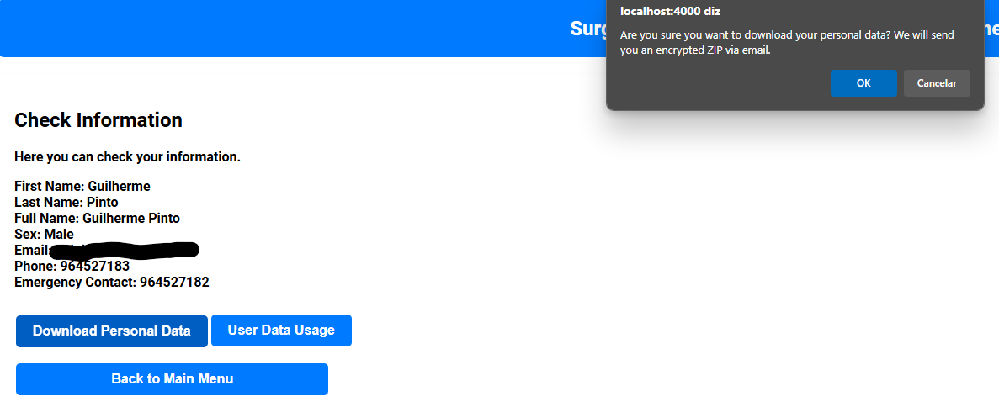 localhost:4000 diz
Are you sure you want to download your personal data? We will send
you an encrypted ZIP via email.
OK
Cancelar
Check Information
Here you can check your information.
First Name: Guilherme
Last Name: Pinto
Full Name: Guilherme Pinto
Sex: Male
Email:
Phone: 964527183
Emergency Contact: 964527182
Download Personal Data
User Data Usage
Back to Main Menu